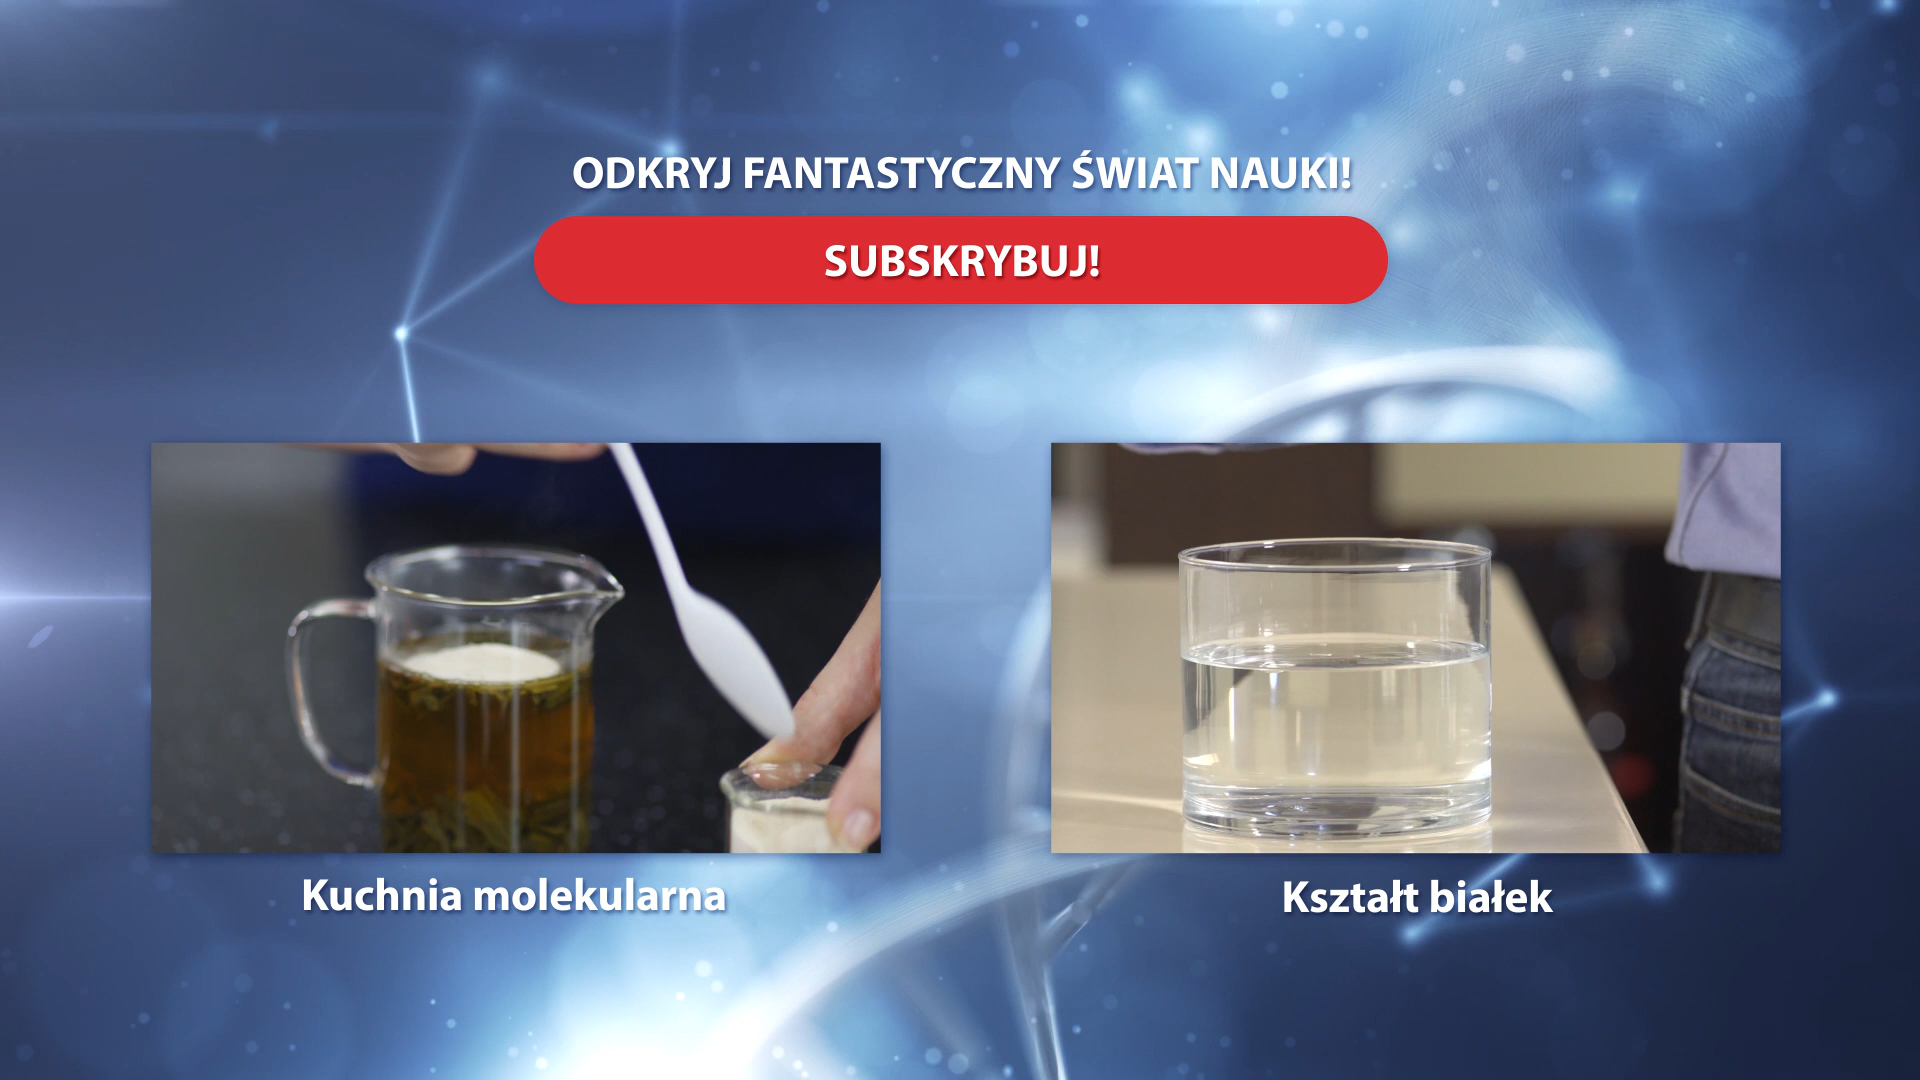 ODKRYJ FANTASTYCZNY ŚWIAT NAUKI!
SUBSKRYBUJ!
Kuchnia molekularna
Kształt białek